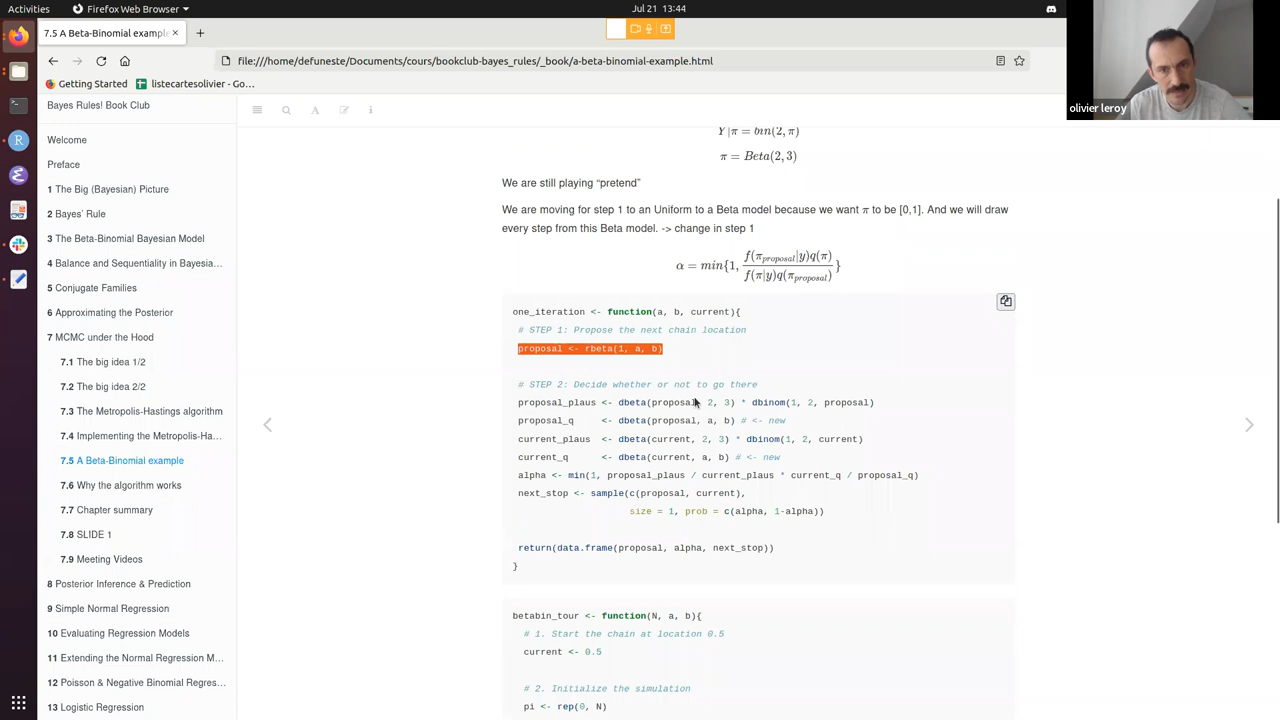 Activities
Firefox Web Browser
Jul 21 13:44
7.5 A Beta-Binomial example
file:///home/defuneste/Documents/cours/bookclub-bayes_rules/_book/a-beta-binomial-example.html
Getting Started
listecartesolivier - Go…
olivier leroy
Bayes Rules! Book Club
Welcome
Preface
1 The Big (Bayesian) Picture
2 Bayes' Rule
3 The Beta-Binomial Bayesian Model
4 Balance and Sequentiality in Bayesia…
5 Conjugate Families
6 Approximating the Posterior
7 MCMC under the Hood
7.1 The big idea 1/2
7.2 The big idea 2/2
7.3 The Metropolis-Hastings algorithm
7.4 Implementing the Metropolis-Ha…
7.5 A Beta-Binomial example
7.6 Why the algorithm works
7.7 Chapter summary
7.8 SLIDE 1
7.9 Meeting Videos
8 Posterior Inference & Prediction
9 Simple Normal Regression
10 Evaluating Regression Models
11 Extending the Normal Regression M…
12 Poisson & Negative Binomial Regres…
13 Logistic Regression
Y|π = bin(2, π)
π = Beta(2, 3)
We are still playing “pretend”
We are moving for step 1 to an Uniform to a Beta model because we want π to be [0,1]. And we will draw
every step from this Beta model. -> change in step 1
α = min{1, f(π_proposal|y)q(π) / f(π|y)q(π_proposal)}
one_iteration <- function(a, b, current){
# STEP 1: Propose the next chain location
proposal <- rbeta(1, a, b)
# STEP 2: Decide whether or not to go there
proposal_plaus <- dbeta(proposal, 2, 3) * dbinom(1, 2, proposal)
proposal_q <- dbeta(proposal, a, b) # <- new
current_plaus <- dbeta(current, 2, 3) * dbinom(1, 2, current)
current_q <- dbeta(current, a, b) # <- new
alpha <- min(1, proposal_plaus / current_plaus * current_q / proposal_q)
next_stop <- sample(c(proposal, current),
size = 1, prob = c(alpha, 1-alpha))
return(data.frame(proposal, alpha, next_stop))
}
betabin_tour <- function(N, a, b){
# 1. Start the chain at location 0.5
current <- 0.5
# 2. Initialize the simulation
pi <- rep(0, N)